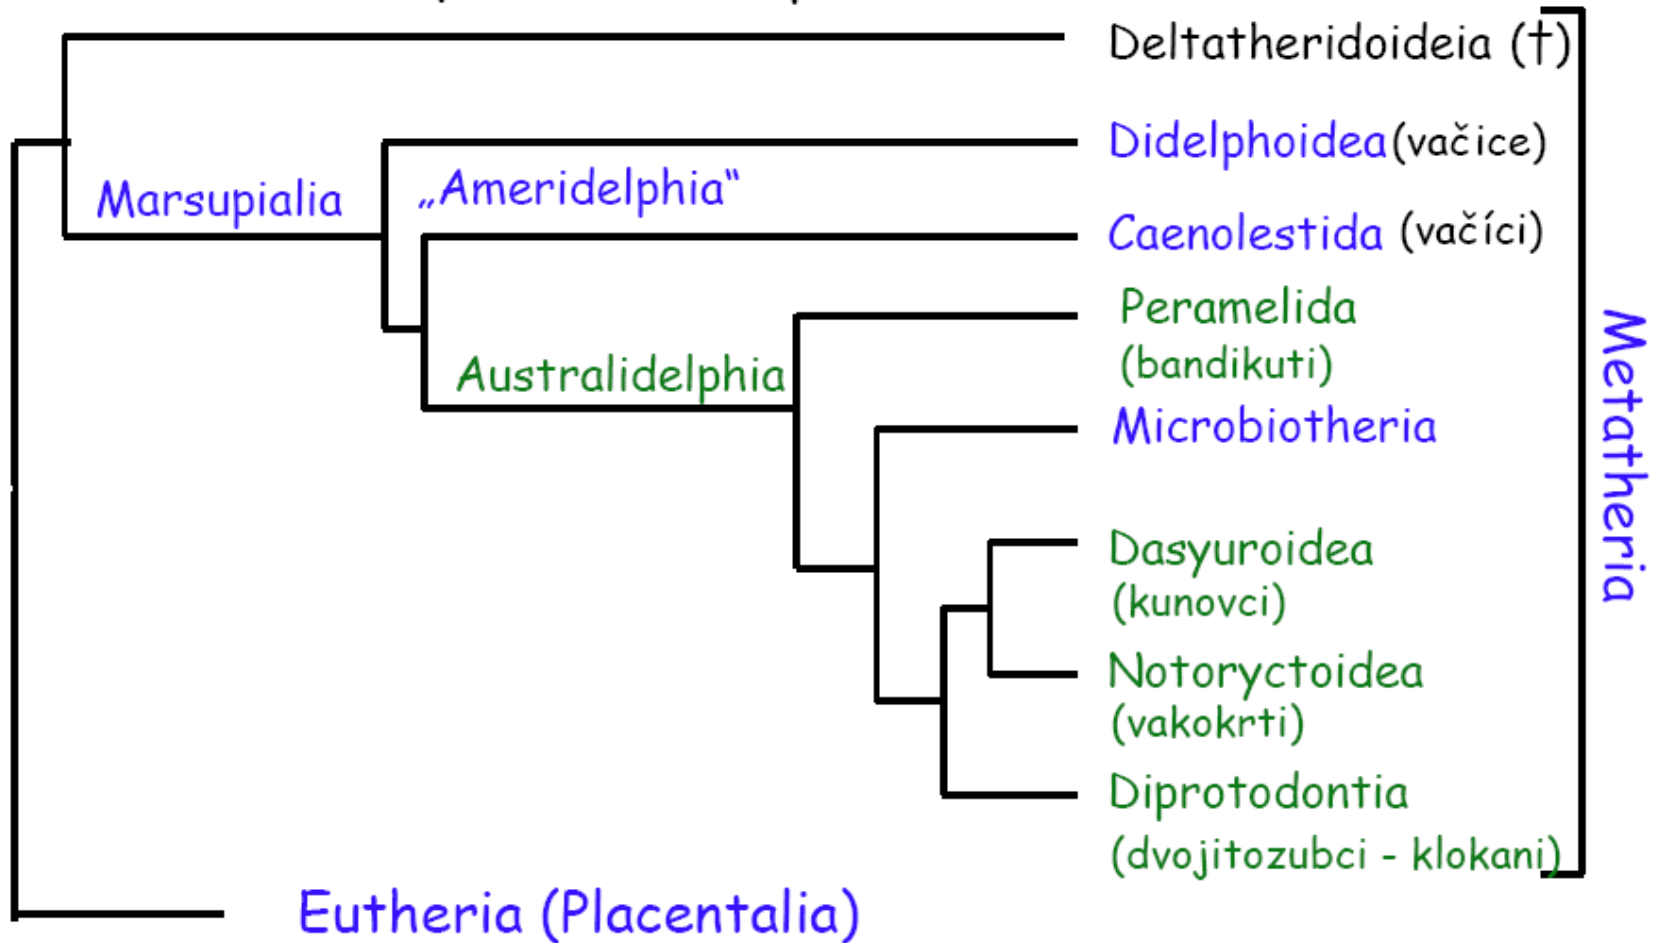 Deltatheridoideia (†)
Didelphoidea (vačice)
Marsupialia
„Ameridelphia“
Caenolestida (vačíci)
Peramelida
(bandikuti)
Australidelphia
Microbiotheria
Metatheria
Dasyuroidea
(kunovci)
Notoryctoidea
(vakokrti)
Diprotodontia
(dvojitozubci - klokani)
Eutheria (Placentalia)